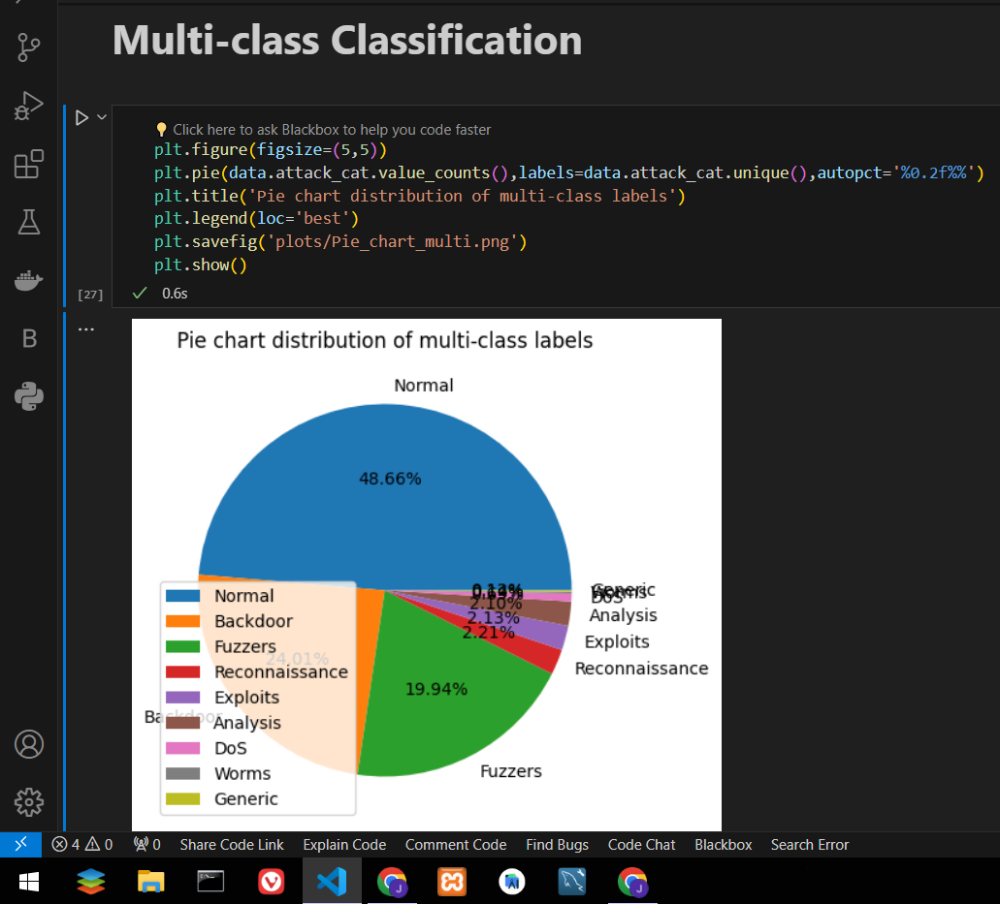 Multi-class Classification
Click here to ask Blackbox to help you code faster
plt.figure(figsize=(5,5))
plt.pie(data.attack_cat.value_counts(),labels=data.attack_cat.unique(),autopct='%0.2f%%')
plt.title('Pie chart distribution of multi-class labels')
plt.legend(loc='best')
plt.savefig('plots/Pie_chart_multi.png')
plt.show()
[27]
0.6s
Pie chart distribution of multi-class labels
Normal
48.66%
Generic
DoS
2.10%
Analysis
2.13%
Exploits
2.21%
Reconnaissance
19.94%
Fuzzers
24.01%
Backdoor
Normal
Backdoor
Fuzzers
Reconnaissance
Exploits
Analysis
DoS
Worms
Generic
B
4
0
0
Share Code Link
Explain Code
Comment Code
Find Bugs
Code Chat
Blackbox
Search Error
J
J